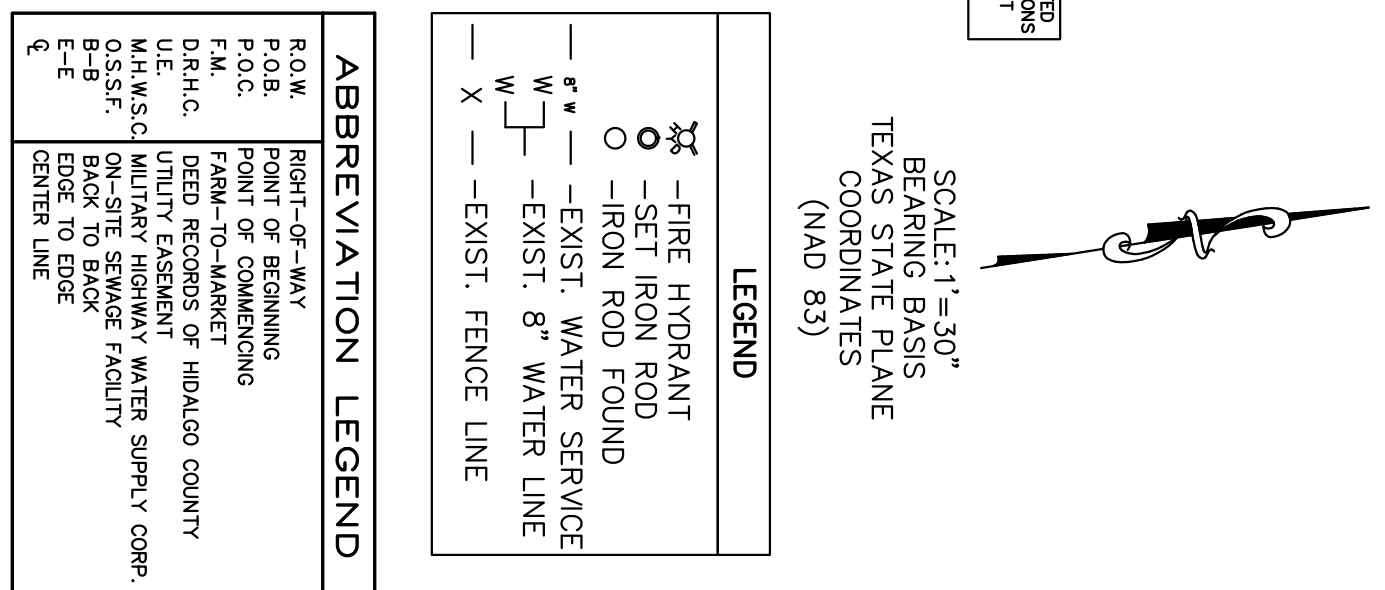 TED
ONS
T
SCALE: 1'=30"
BEARING BASIS
TEXAS STATE PLANE
COORDINATES
(NAD 83)
LEGEND
HYD
-FIRE HYDRANT
-SET IRON ROD
-IRON ROD FOUND
8" W -EXIST. WATER SERVICE
W W -EXIST. 8" WATER LINE
X -EXIST. FENCE LINE
ABBREVIATION LEGEND
R.O.W. RIGHT-OF-WAY
P.O.B. POINT OF BEGINNING
P.O.C. POINT OF COMMENCING
F.M. FARM-TO-MARKET
D.R.H.C. DEED RECORDS OF HIDALGO COUNTY
U.E. UTILITY EASEMENT
M.H.W.S.C. MILITARY HIGHWAY WATER SUPPLY CORP.
O.S.S.F. ON-SITE SEWAGE FACILITY
B-B BACK TO BACK
E-E EDGE TO EDGE
℄ CENTER LINE